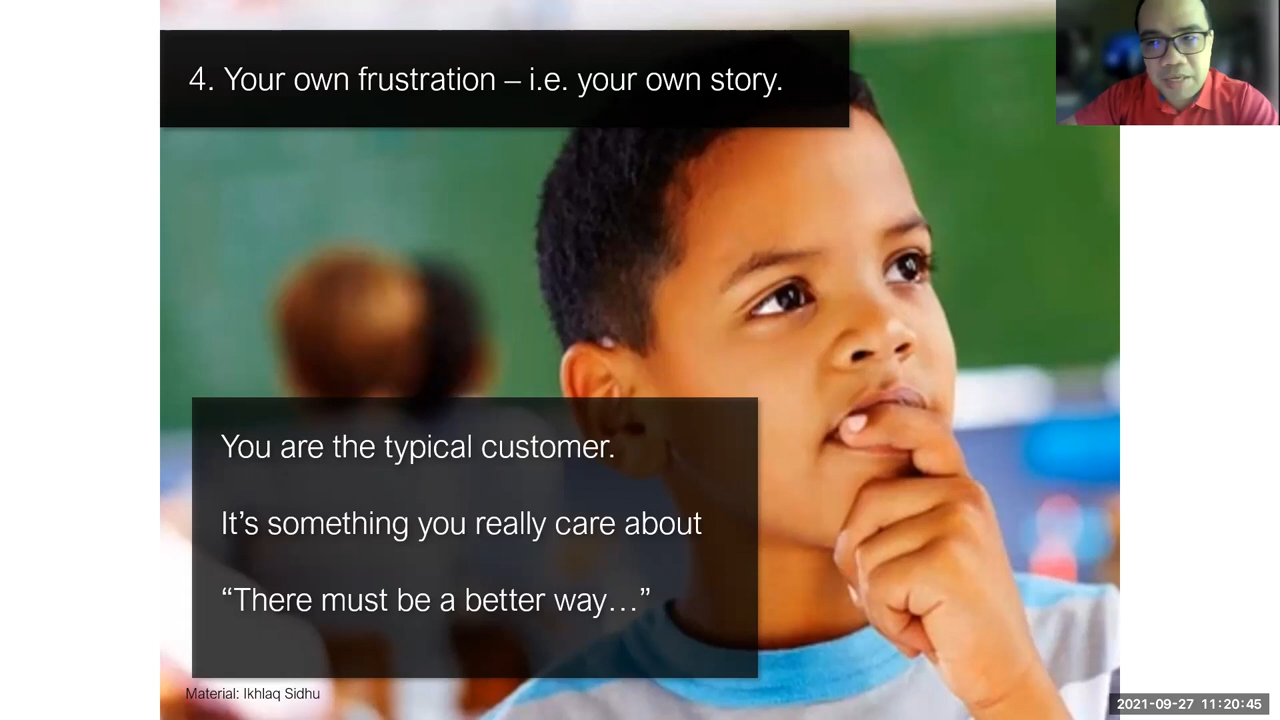 4. Your own frustration – i.e. your own story.
You are the typical customer.
It’s something you really care about
“There must be a better way…”
Material: Ikhlaq Sidhu
2021-09-27 11:20:45